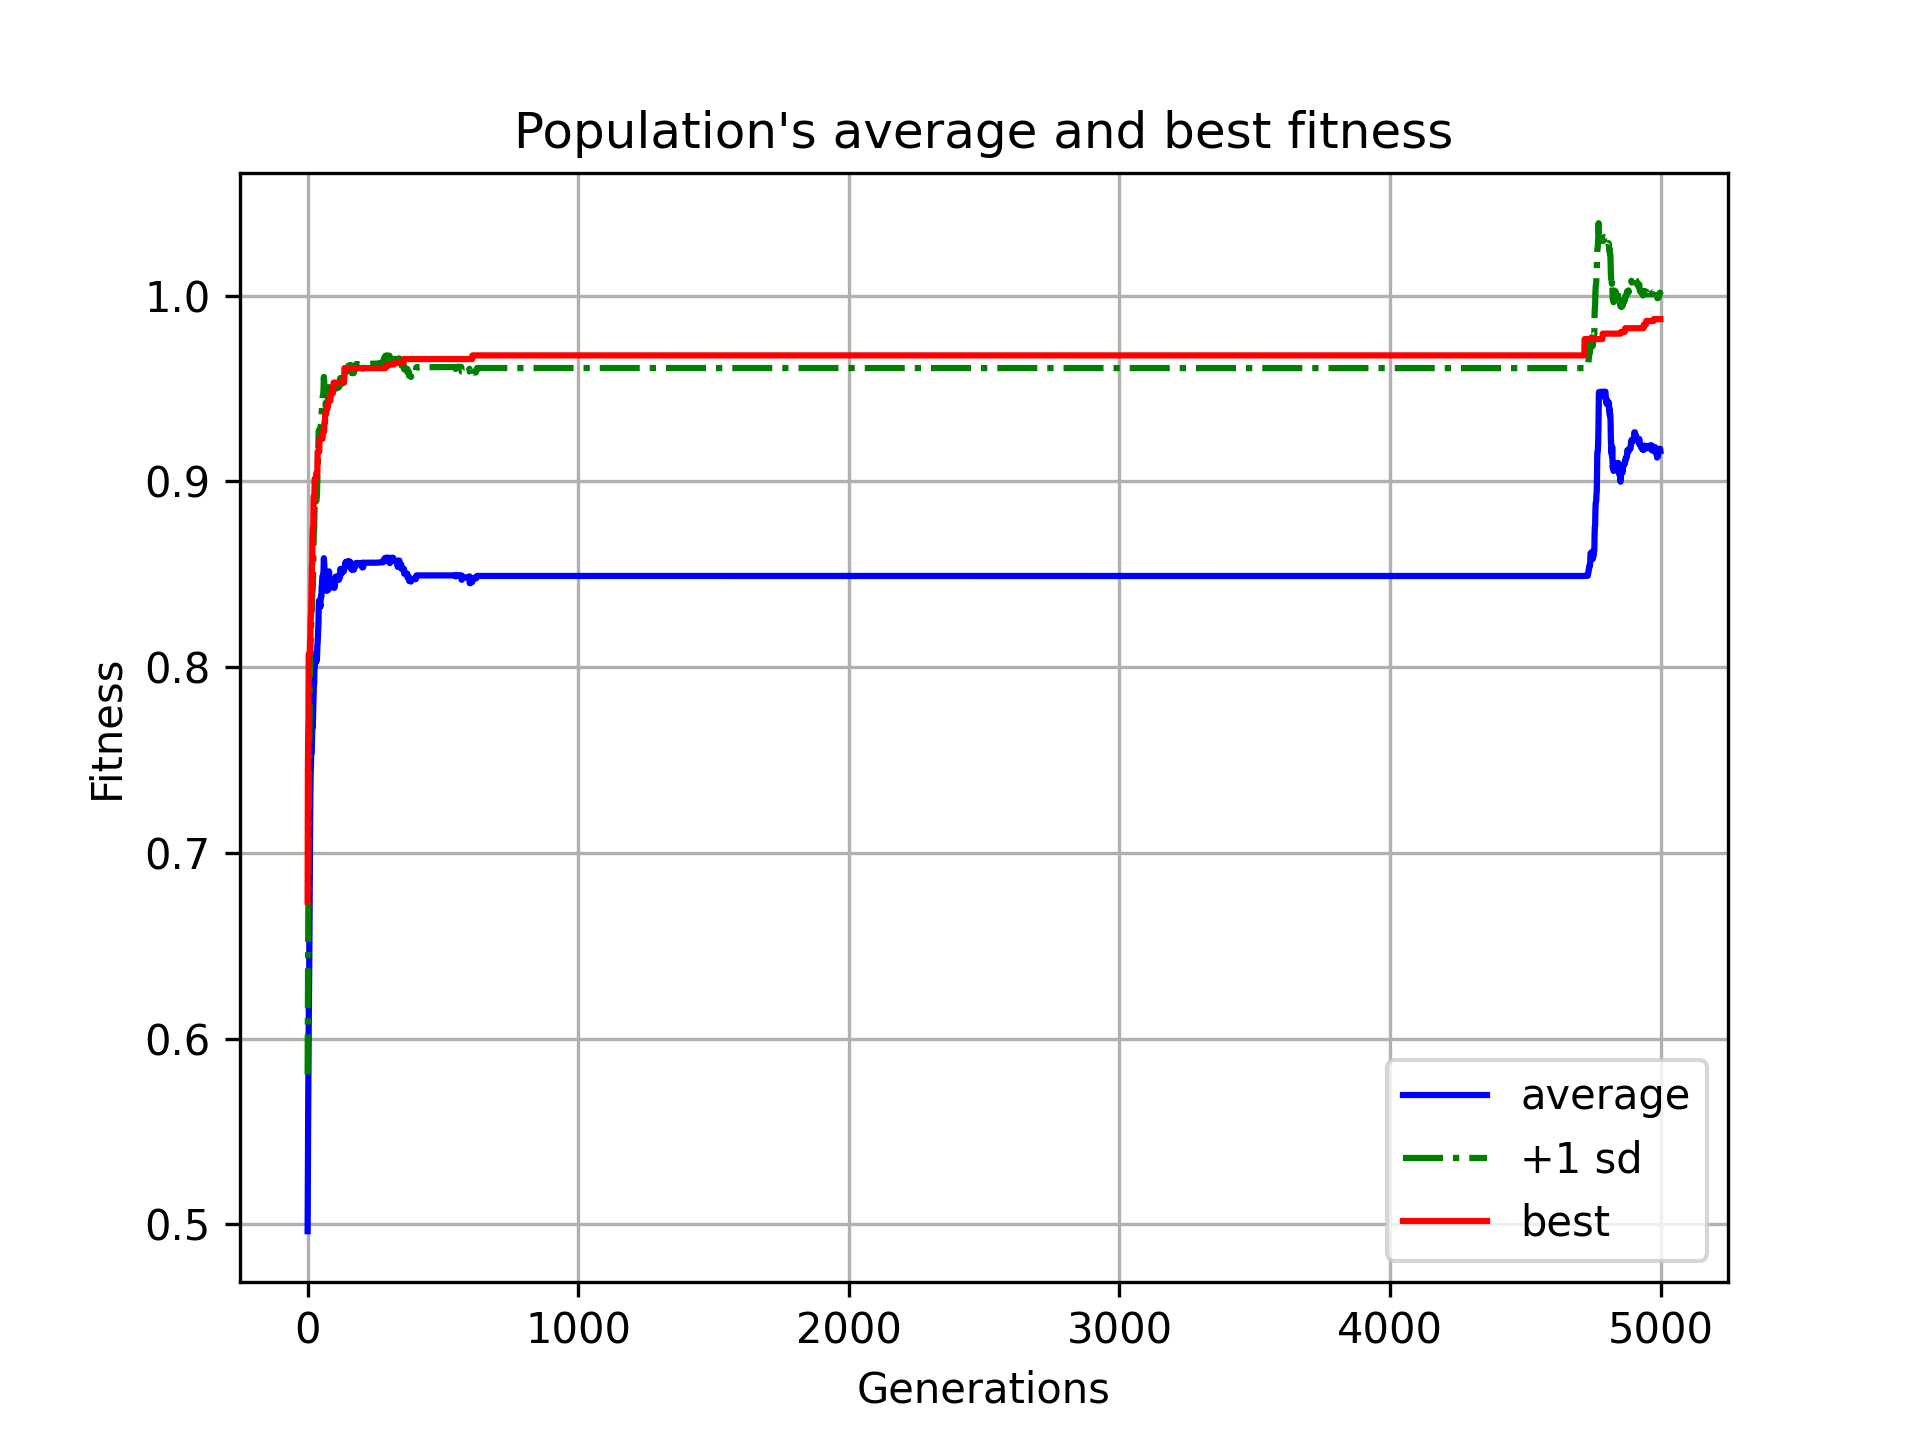 Population's average and best fitness
Fitness
1.0
0.9
0.8
0.7
0.6
0.5
0 1000 2000 3000 4000 5000
Generations
average
+1 sd
best